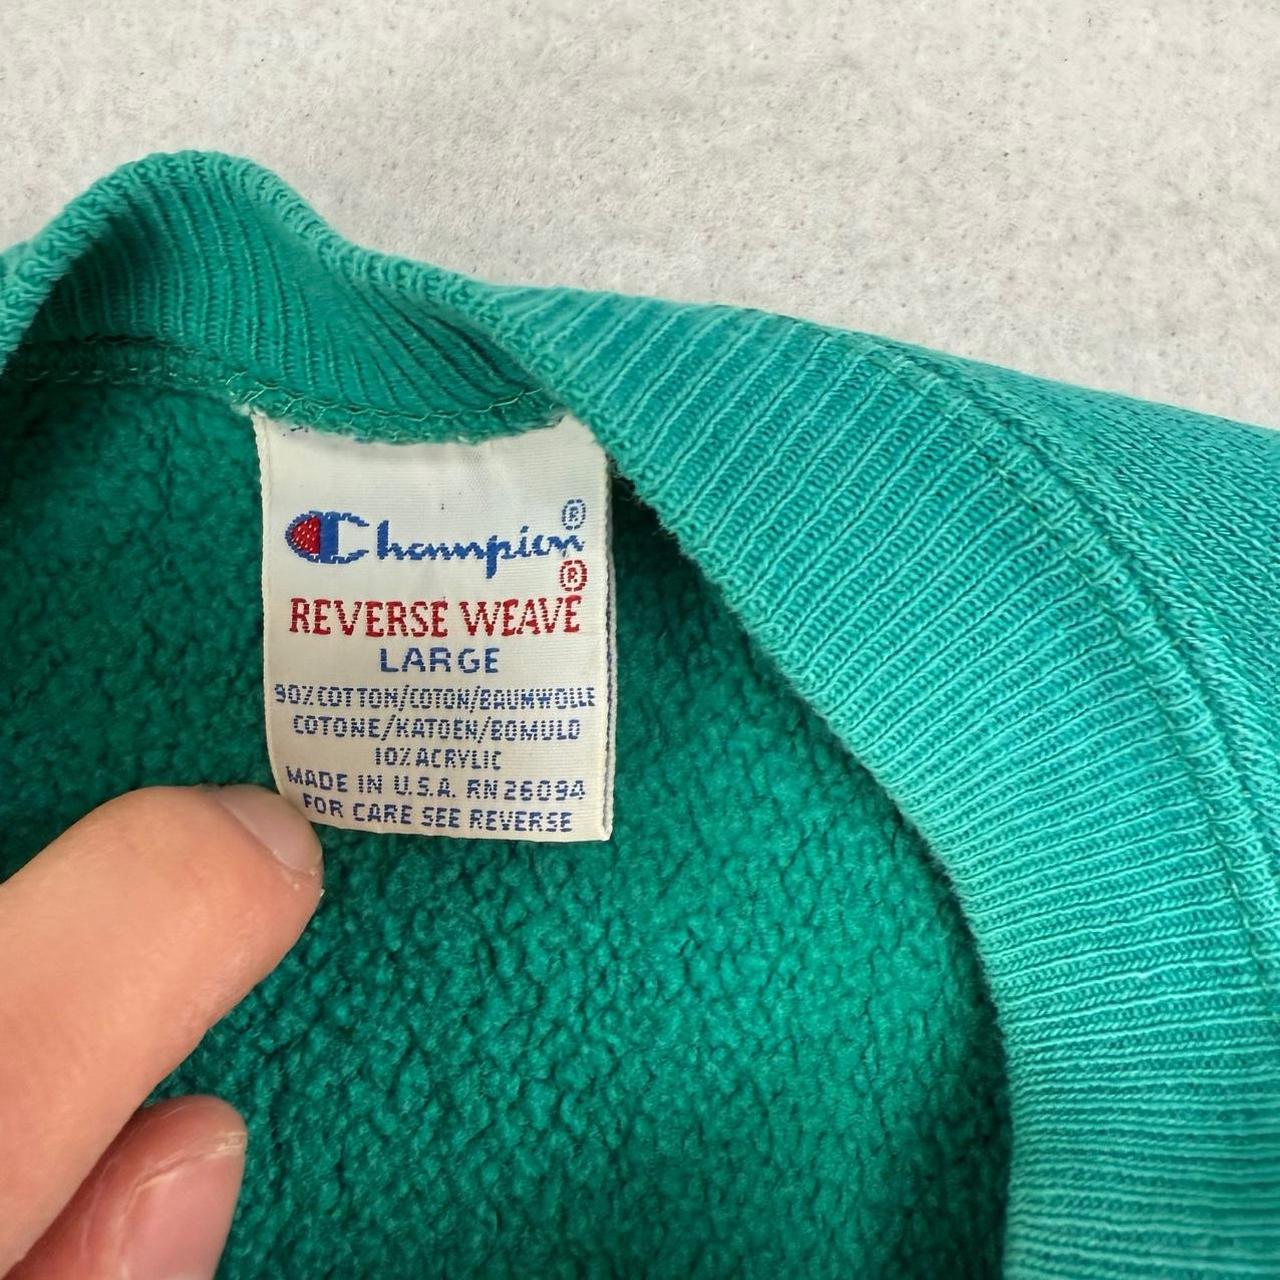 Champion®
REVERSE WEAVE®
LARGE
90% COTTON/COTON/BAUMWOLLE
COTONE/KATOEN/BOMULD
10% ACRYLIC
MADE IN U.S.A. RN 26094
FOR CARE SEE REVERSE